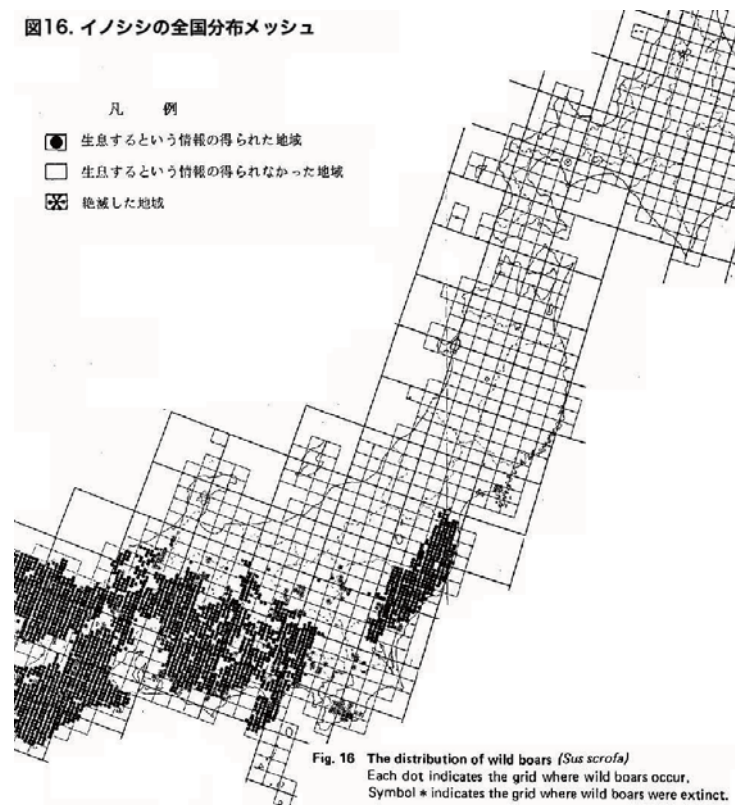 図16. イノシシの全国分布メッシュ
凡　例
生息するという情報の得られた地域
生息するという情報の得られなかった地域
絶滅した地域
Fig. 16 The distribution of wild boars (Sus scrofa)
Each dot indicates the grid where wild boars occur.
Symbol * indicates the grid where wild boars were extinct.